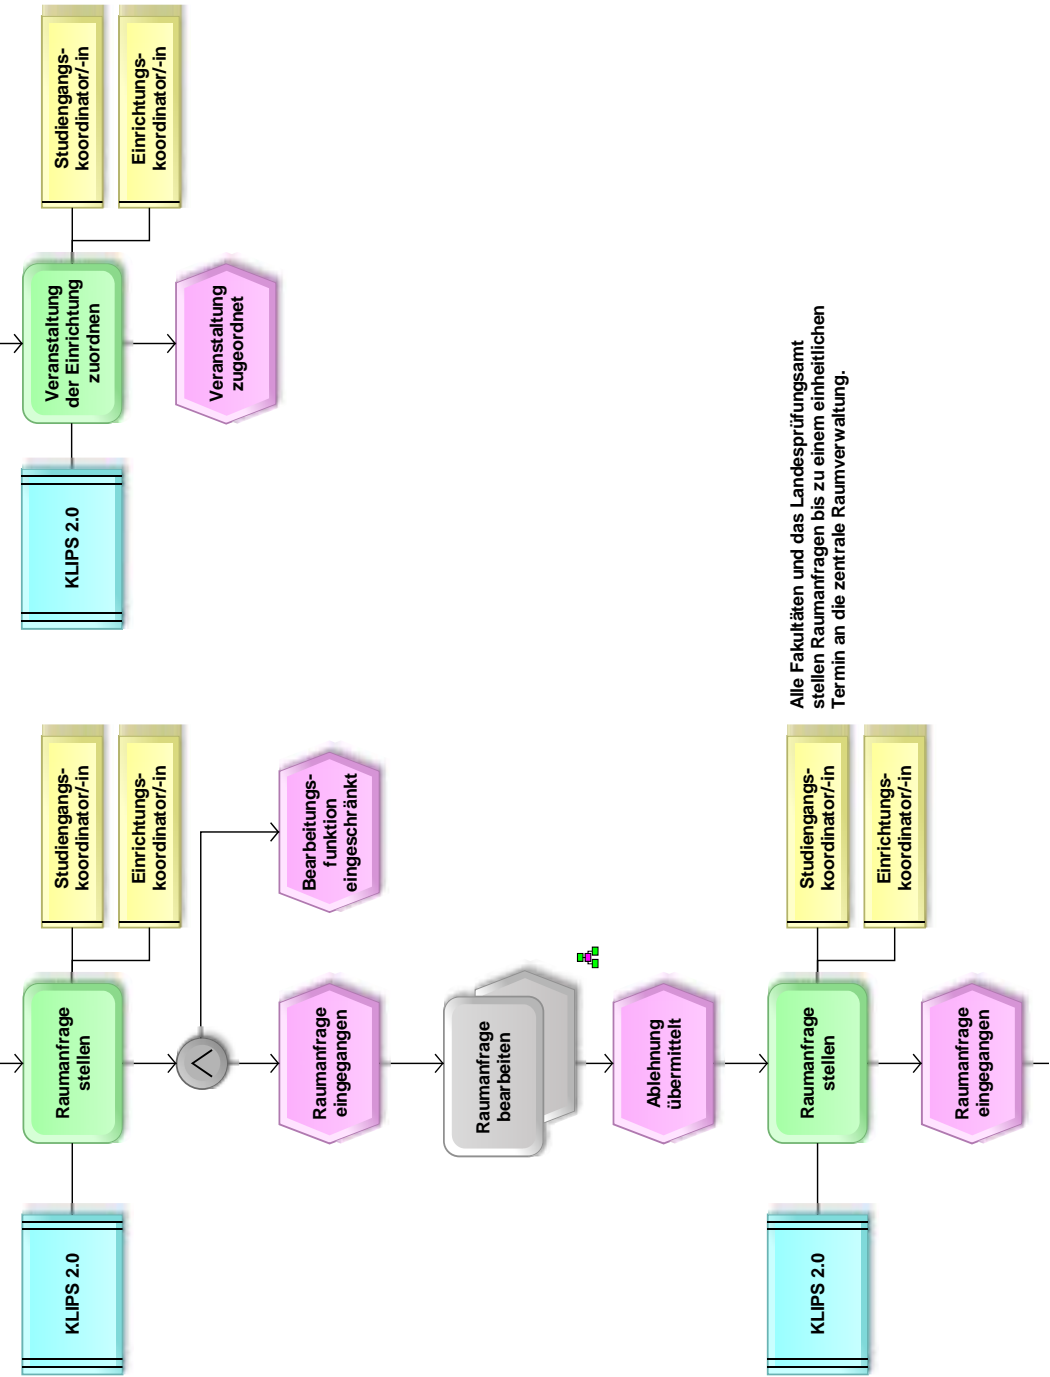 Studiengangs-
koordinator/-in
Einrichtungs-
koordinator/-in
Veranstaltung
der Einrichtung
zuordnen
Veranstaltung
zugeordnet
KLIPS 2.0
Studiengangs-
koordinator/-in
Einrichtungs-
koordinator/-in
Raumanfrage
stellen
KLIPS 2.0
Bearbeitungs-
funktion
eingeschränkt
Raumanfrage
eingegangen
Raumanfrage
bearbeiten
Ablehnung
übermittelt
Alle Fakultäten und das Landesprüfungsamt
stellen Raumanfragen bis zu einem einheitlichen
Termin an die zentrale Raumverwaltung.
Studiengangs-
koordinator/-in
Einrichtungs-
koordinator/-in
Raumanfrage
stellen
KLIPS 2.0
Raumanfrage
eingegangen